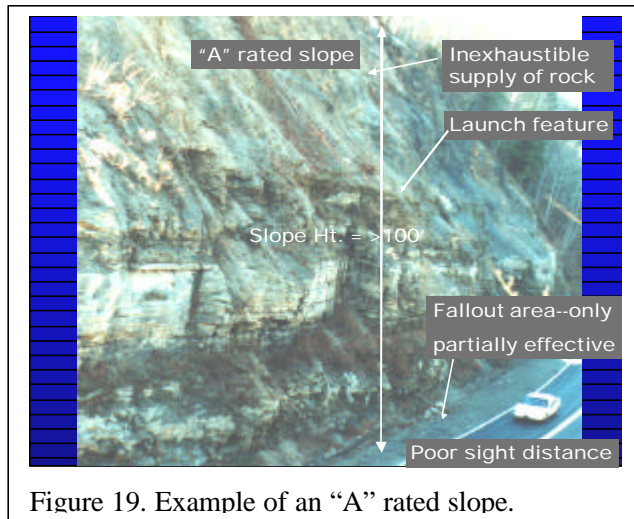 “A” rated slope
Inexhaustible
supply of rock
Launch feature
Slope Ht. = >100'
Fallout area--only
partially effective
Poor sight distance
Figure 19. Example of an “A” rated slope.